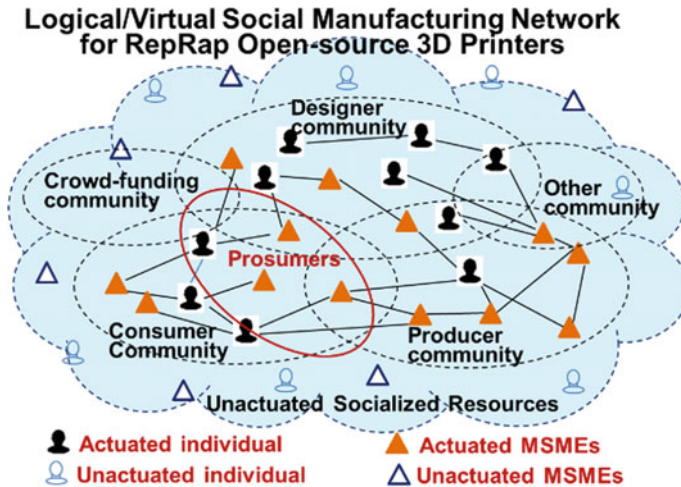 Logical/Virtual Social Manufacturing Network
for RepRap Open-source 3D Printers
Designer
community
Crowd-funding
community
Other
community
Prosumers
Consumer
Community
Producer
community
Unactuated Socialized Resources
Actuated individual
Actuated MSMEs
Unactuated individual
Unactuated MSMEs